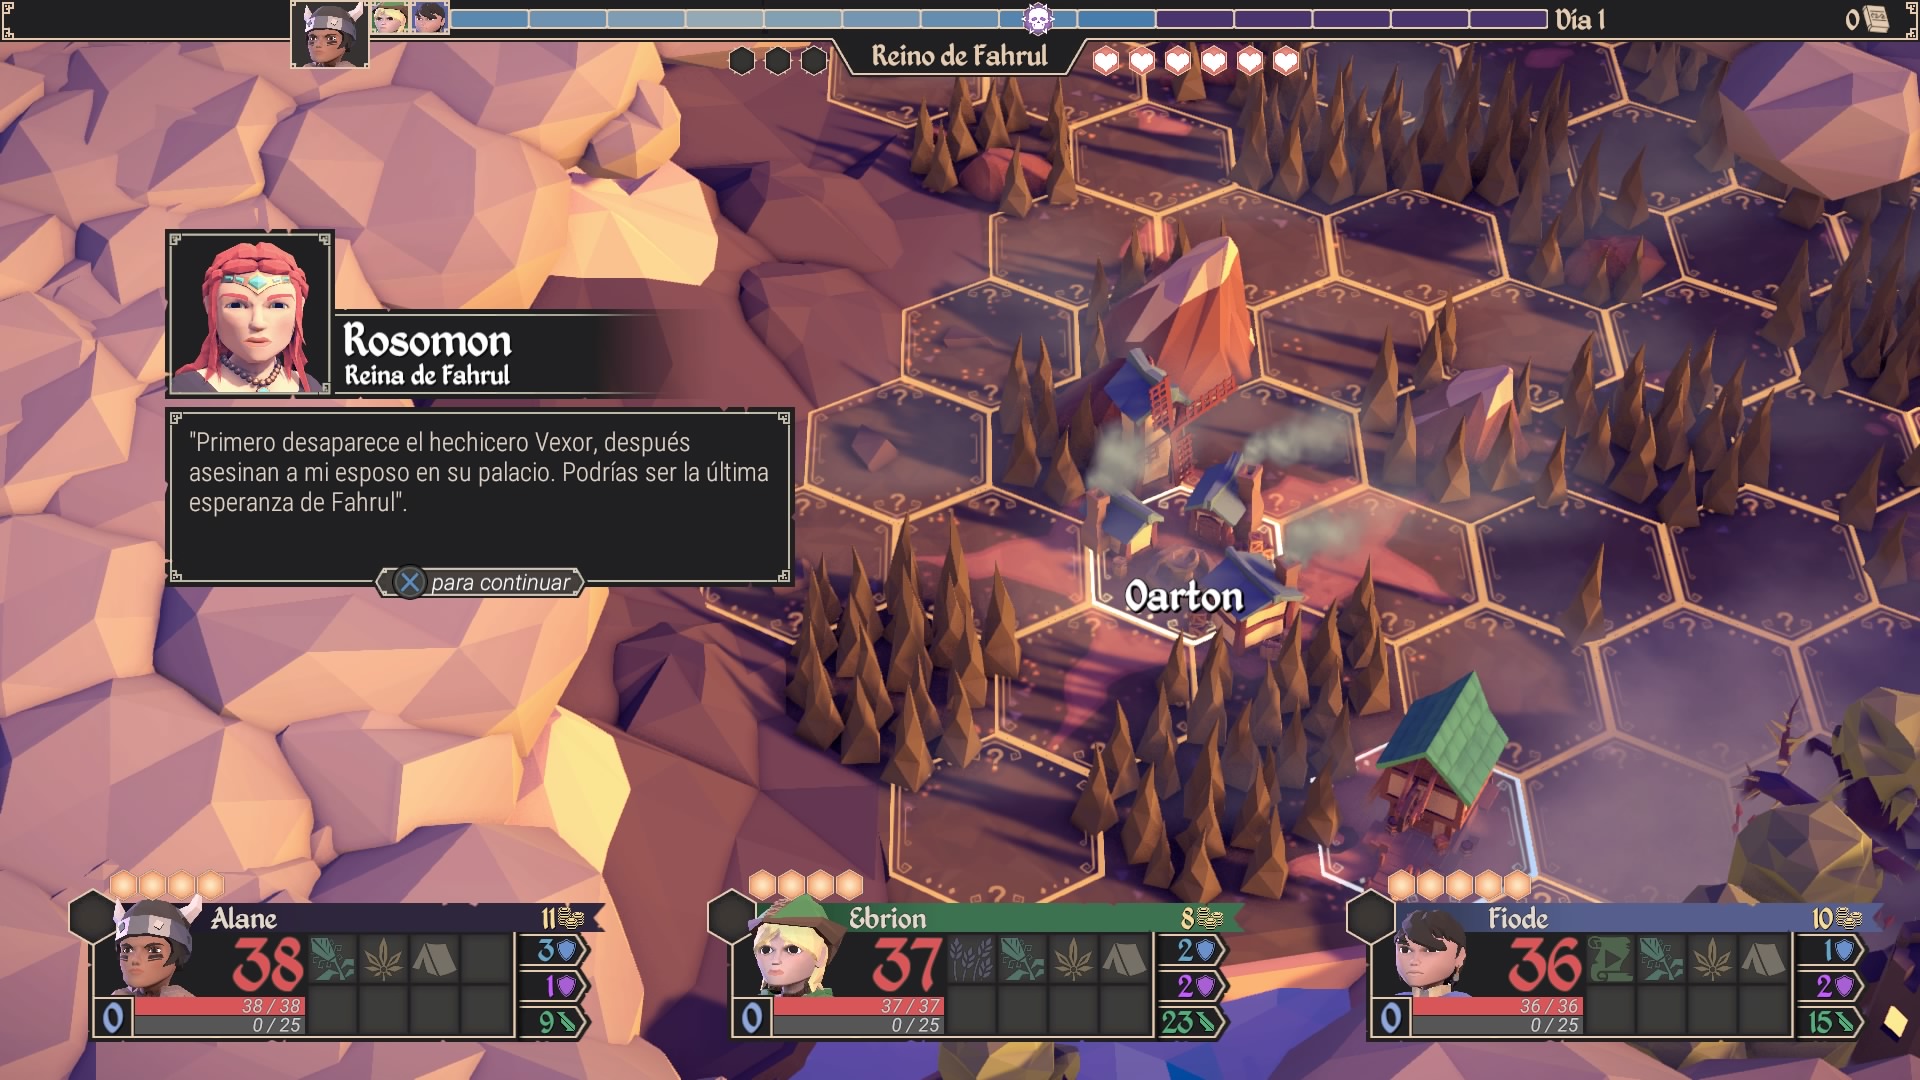 Día 1
0
Reino de Fahrul
Rosomon
Reina de Fahrul
"Primero desaparece el hechicero Vexor, después
asesinan a mi esposo en su palacio. Podrías ser la última
esperanza de Fahrul".
para continuar
Oarton
Alane
11
38
3
1
38 / 38
0
0 / 25
9
Ebrion
8
37
2
2
37 / 37
0
0 / 25
23
Fiode
10
36
1
2
36 / 36
0
0 / 25
15